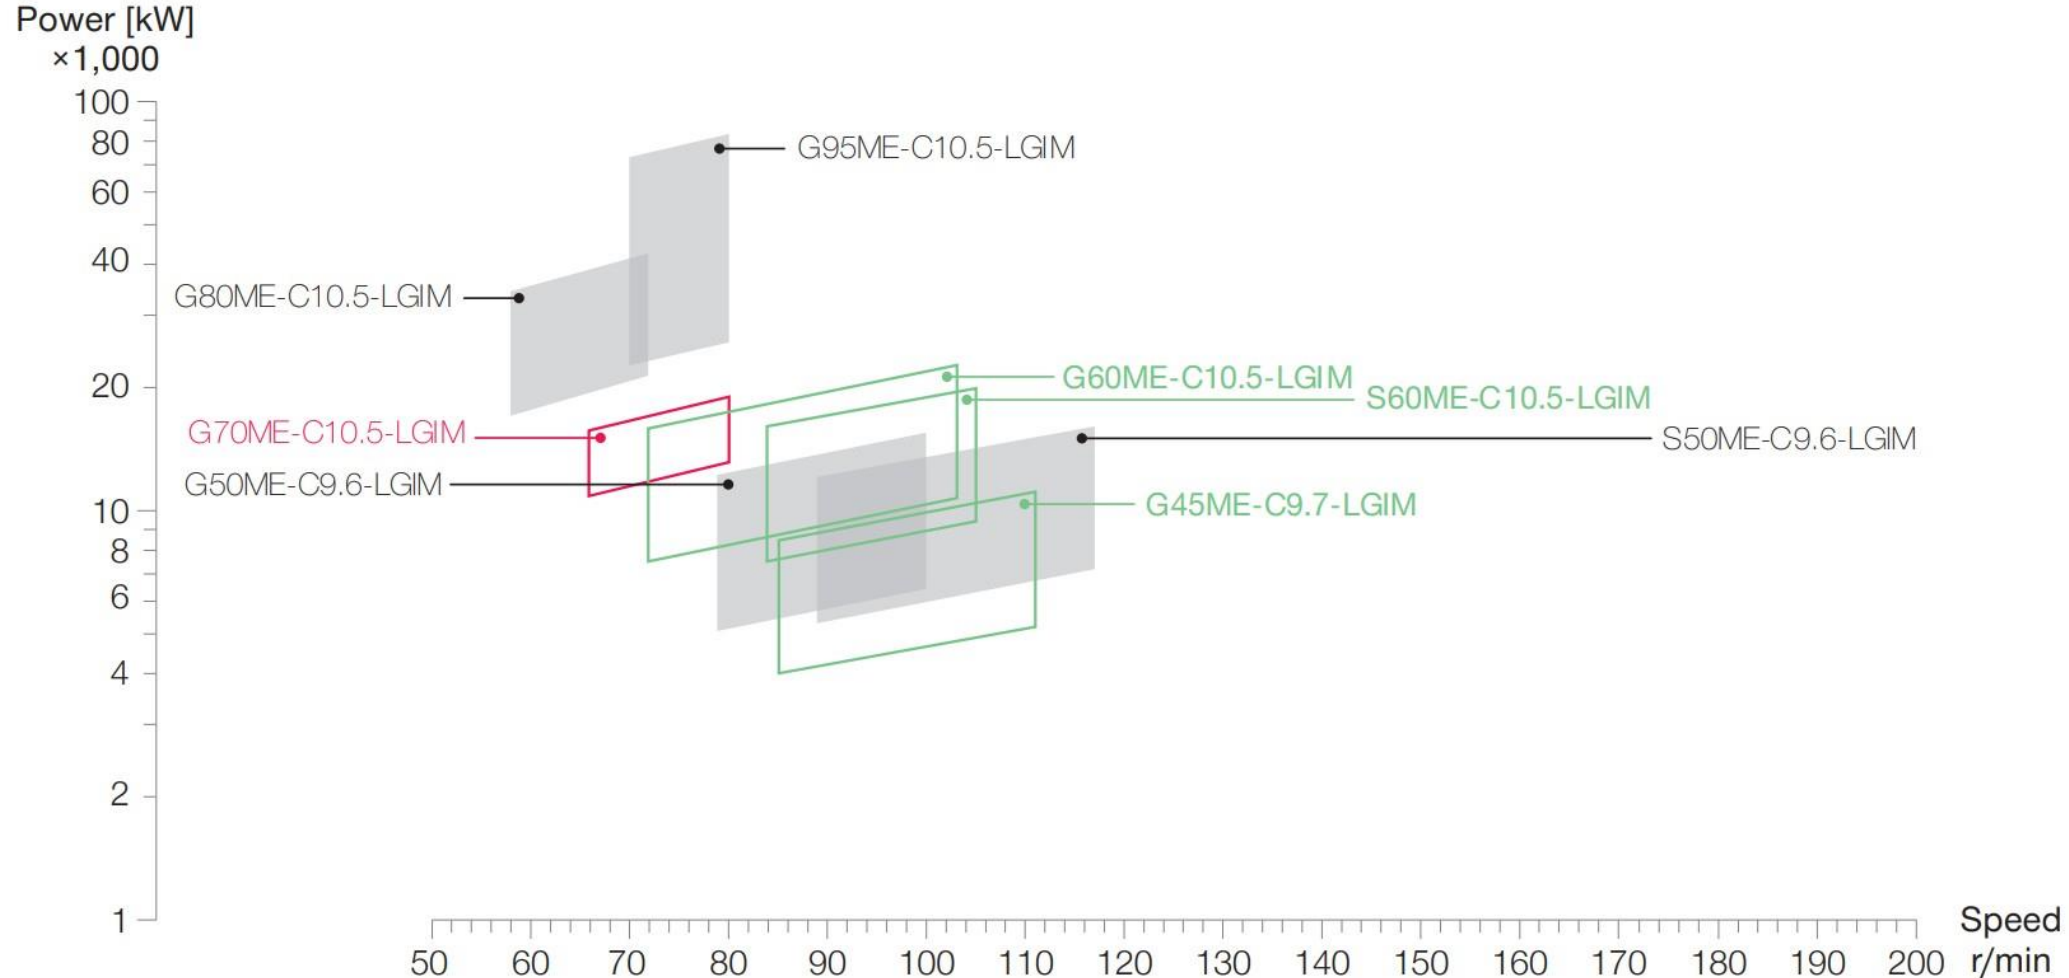 Power [kW]
×1,000
100
80
G95ME-C10.5-LGIM
60
40
G80ME-C10.5-LGIM
20
G60ME-C10.5-LGIM
S60ME-C10.5-LGIM
G70ME-C10.5-LGIM
S50ME-C9.6-LGIM
G50ME-C9.6-LGIM
G45ME-C9.7-LGIM
10
8
6
4
2
1
Speed
r/min
50 60 70 80 90 100 110 120 130 140 150 160 170 180 190 200